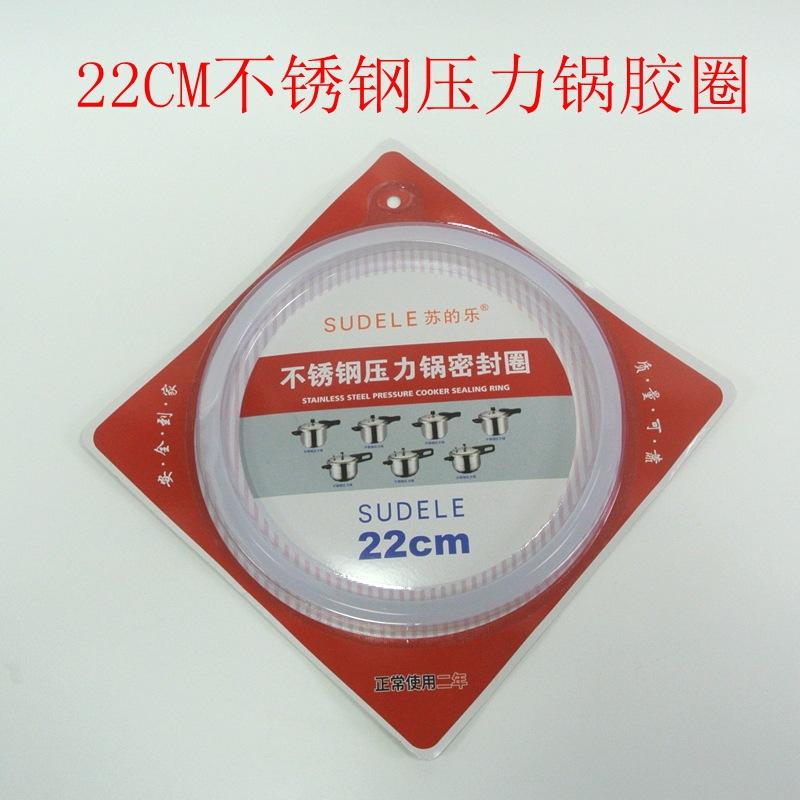 22CM不锈钢压力锅胶圈
SUDELE 苏的乐®
不锈钢压力锅密封圈
STAINLESS STEEL PRESSURE COOKER SEALING RING
SUDELE
22cm
安·全·到·家
质·量·可·靠
正常使用二年